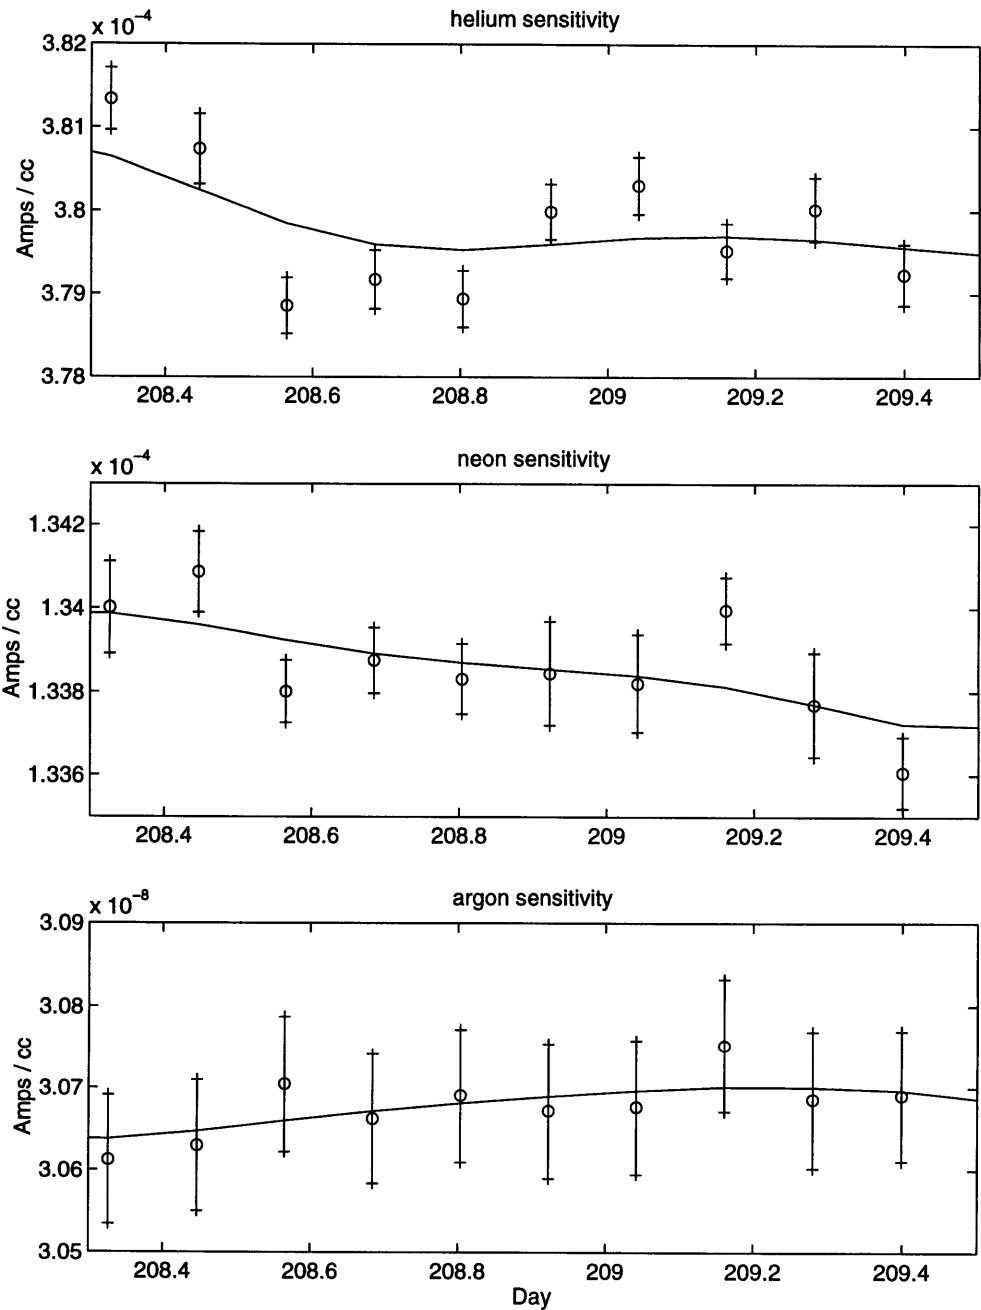 helium sensitivity
x 10⁻⁴
3.82
3.81
3.8
3.79
3.78
Amps / cc
208.4 208.6 208.8 209 209.2 209.4
neon sensitivity
x 10⁻⁴
1.342
1.34
1.338
1.336
Amps / cc
208.4 208.6 208.8 209 209.2 209.4
argon sensitivity
x 10⁻⁸
3.09
3.08
3.07
3.06
3.05
Amps / cc
208.4 208.6 208.8 209 209.2 209.4
Day